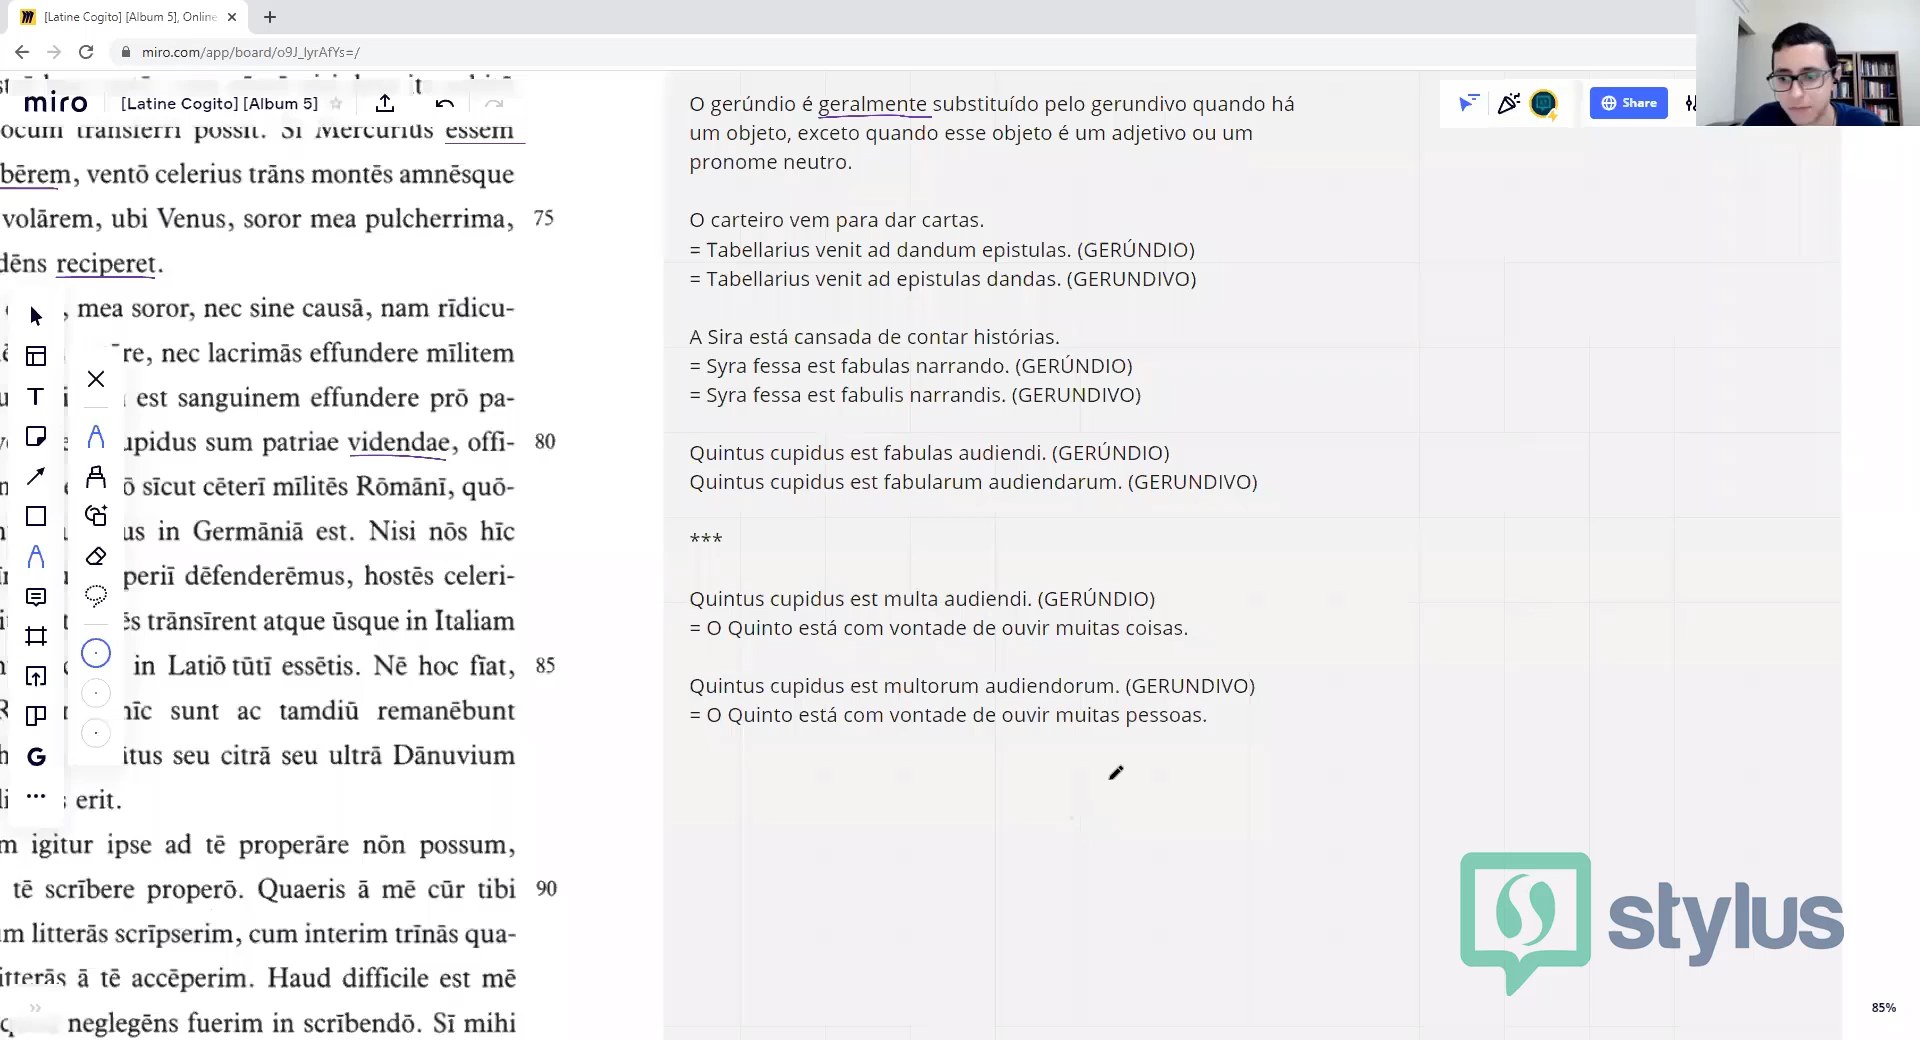 [Latine Cogito] [Album 5], Online
miro.com/app/board/o9J_lyrAfYs=/
miro
[Latine Cogito] [Album 5]
Share
transferri possit. Sī Mercurius essem
vērem, ventō celerius trāns montēs amnēsque
volārem, ubi Venus, soror mea pulcherrima, 75
reciperet.
mea soror, nec sine causā, nam rīdicu-
re, nec lacrimās effundere mīlitem
est sanguinem effundere prō pa-
cupidus sum patriae videndae, offi- 80
sīcut cēterī mīlitēs Rōmānī, quō-
in Germāniā est. Nisi nōs hīc
dēfenderēmus, hostēs celeri-
trānsīrent atque ūsque in Italiam
in Latiō tūtī essētis. Nē hoc fīat, 85
hīc sunt ac tamdiū remanēbunt
seu citrā seu ultrā Dānuvium
erit.
igitur ipse ad tē properāre nōn possum,
tē scrībere properō. Quaeris ā mē cūr tibi 90
litterās scrīpserim, cum interim trīnās qua-
ā tē accēperim. Haud difficile est mē
neglegēns fuerim in scrībendō. Sī mihi
O gerúndio é geralmente substituído pelo gerundivo quando há
um objeto, exceto quando esse objeto é um adjetivo ou um
pronome neutro.
O carteiro vem para dar cartas.
= Tabellarius venit ad dandum epistulas. (GERÚNDIO)
= Tabellarius venit ad epistulas dandas. (GERUNDIVO)
A Sira está cansada de contar histórias.
= Syra fessa est fabulas narrando. (GERÚNDIO)
= Syra fessa est fabulis narrandis. (GERUNDIVO)
Quintus cupidus est fabulas audiendi. (GERÚNDIO)
Quintus cupidus est fabularum audiendarum. (GERUNDIVO)
***
Quintus cupidus est multa audiendi. (GERÚNDIO)
= O Quinto está com vontade de ouvir muitas coisas.
Quintus cupidus est multorum audiendorum. (GERUNDIVO)
= O Quinto está com vontade de ouvir muitas pessoas.
stylus
85%